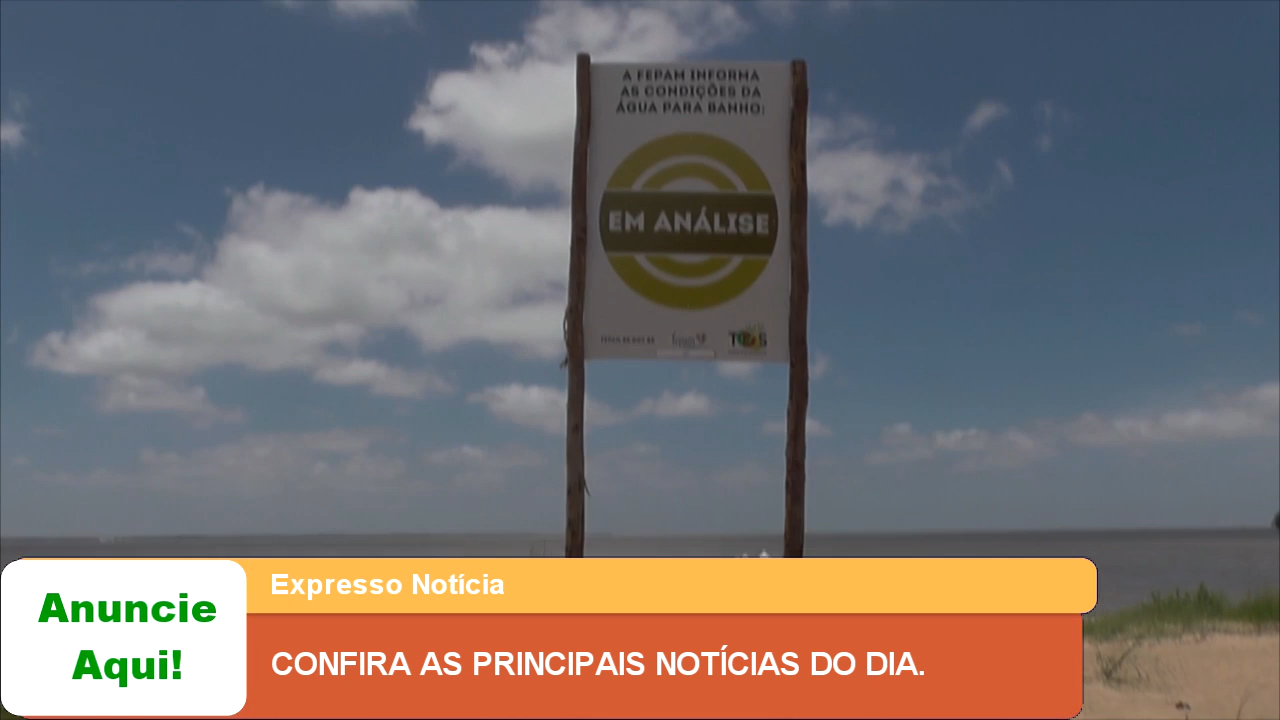 A FEPAM INFORMA
AS CONDIÇÕES DA
ÁGUA PARA BANHO:
EM ANÁLISE
Expresso Notícia
Anuncie
Aqui!
CONFIRA AS PRINCIPAIS NOTÍCIAS DO DIA.